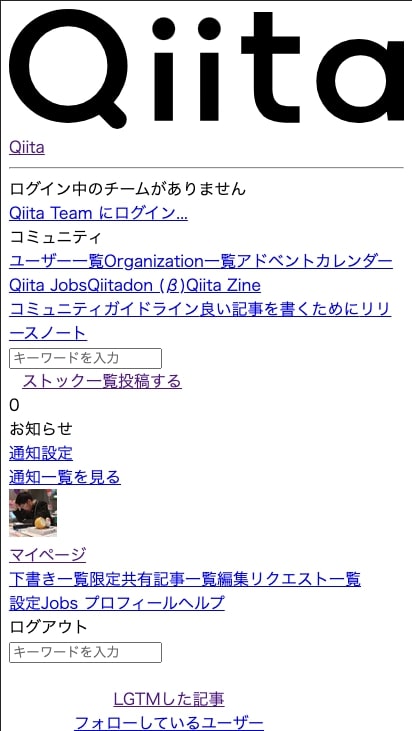 Qiita
Qiita
ログイン中のチームがありません
Qiita Team にログイン...
コミュニティ
ユーザー一覧Organization一覧アドベントカレンダー
Qiita JobsQiitadon (β)Qiita Zine
コミュニティガイドライン良い記事を書くためにリリ
ースノート
キーワードを入力
ストック一覧投稿する
0
お知らせ
通知設定
通知一覧を見る
マイページ
下書き一覧限定共有記事一覧編集リクエスト一覧
設定Jobs プロフィールヘルプ
ログアウト
キーワードを入力
LGTMした記事
フォローしているユーザー